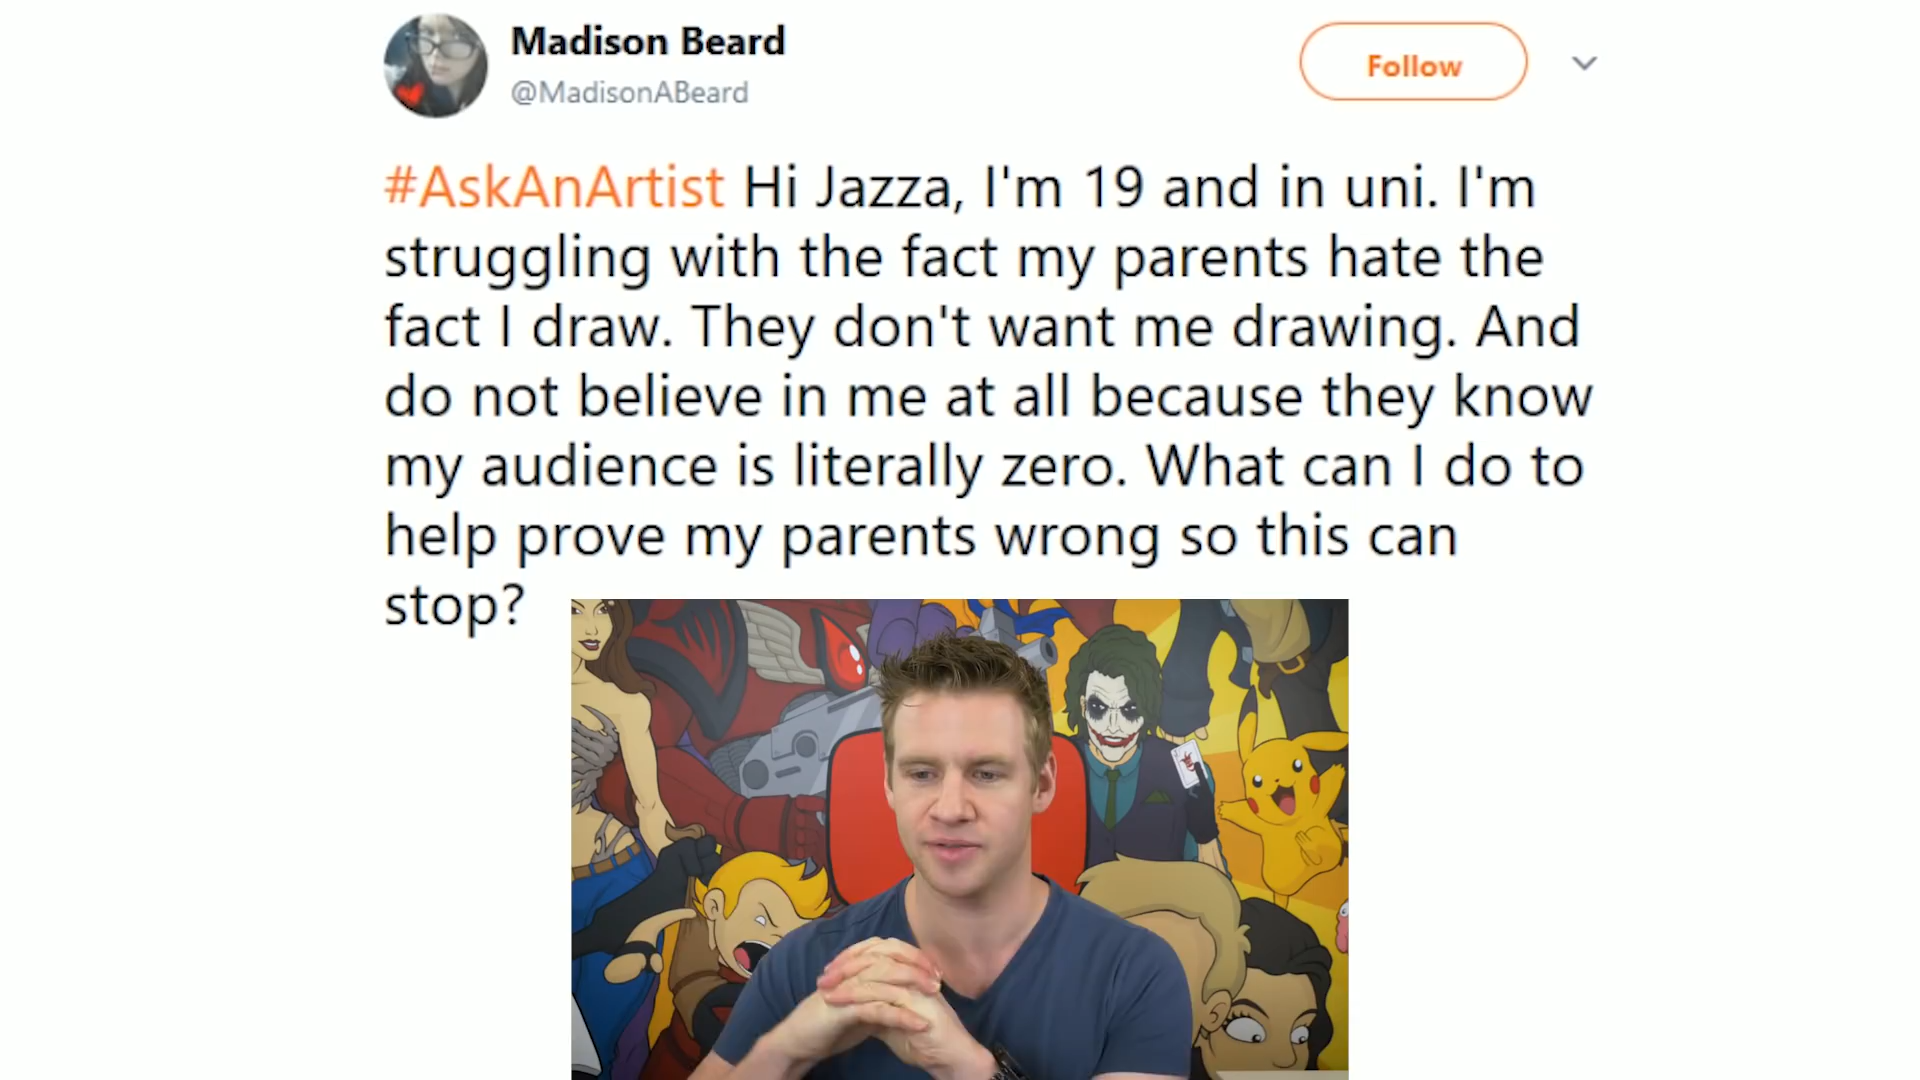 Madison Beard
@MadisonABeard
Follow
#AskAnArtist Hi Jazza, I'm 19 and in uni. I'm
struggling with the fact my parents hate the
fact I draw. They don't want me drawing. And
do not believe in me at all because they know
my audience is literally zero. What can I do to
help prove my parents wrong so this can
stop?